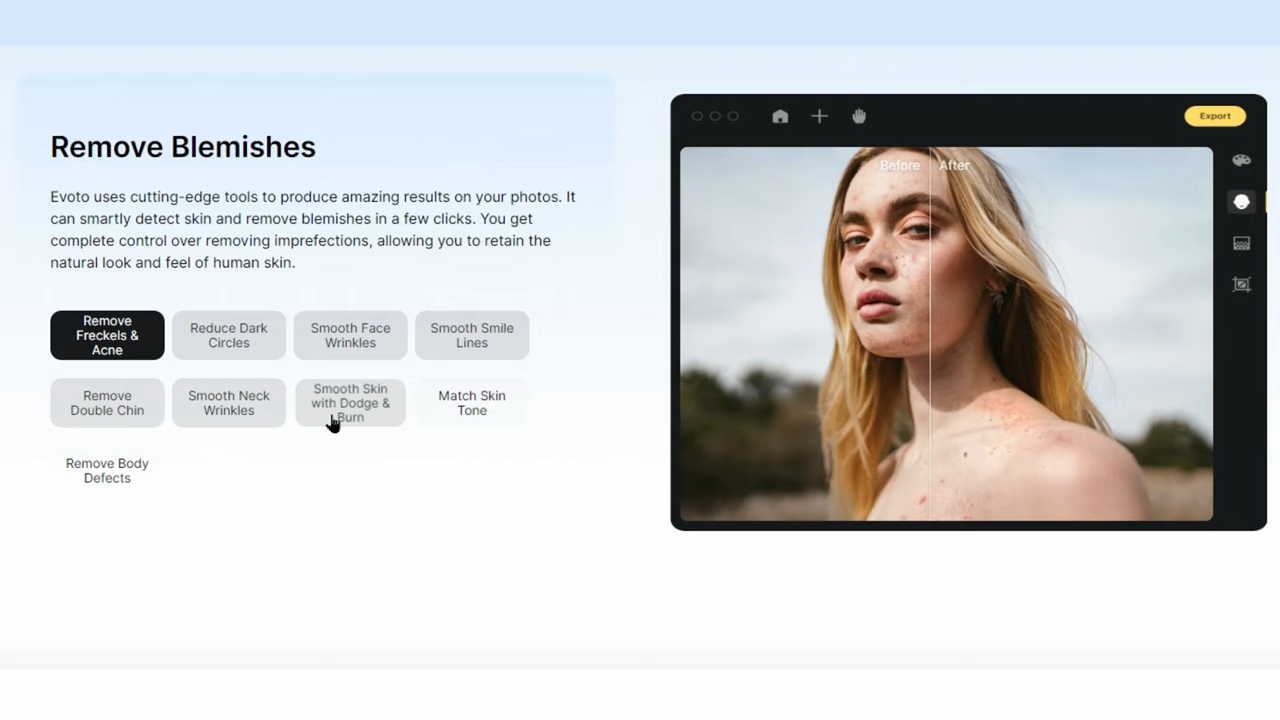 Remove Blemishes
Evoto uses cutting-edge tools to produce amazing results on your photos. It
can smartly detect skin and remove blemishes in a few clicks. You get
complete control over removing imprefections, allowing you to retain the
natural look and feel of human skin.
Remove
Freckels &
Acne
Reduce Dark
Circles
Smooth Face
Wrinkles
Smooth Smile
Lines
Remove
Double Chin
Smooth Neck
Wrinkles
Smooth Skin
with Dodge &
Burn
Match Skin
Tone
Remove Body
Defects
Export
Before
After